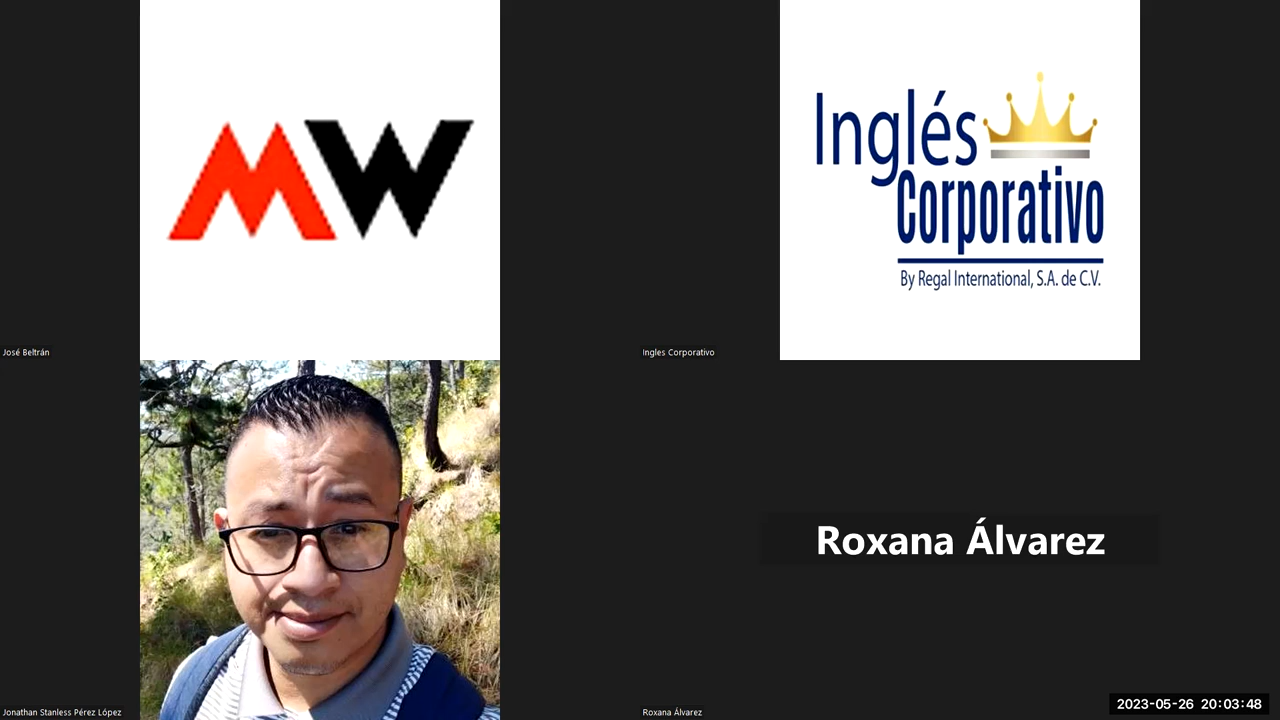 MW
Inglés
Corporativo
By Regal International, S.A. de C.V.
José Beltrán
Ingles Corporativo
Roxana Álvarez
Jonathan Stanless Pérez López
Roxana Álvarez
2023-05-26 20:03:48